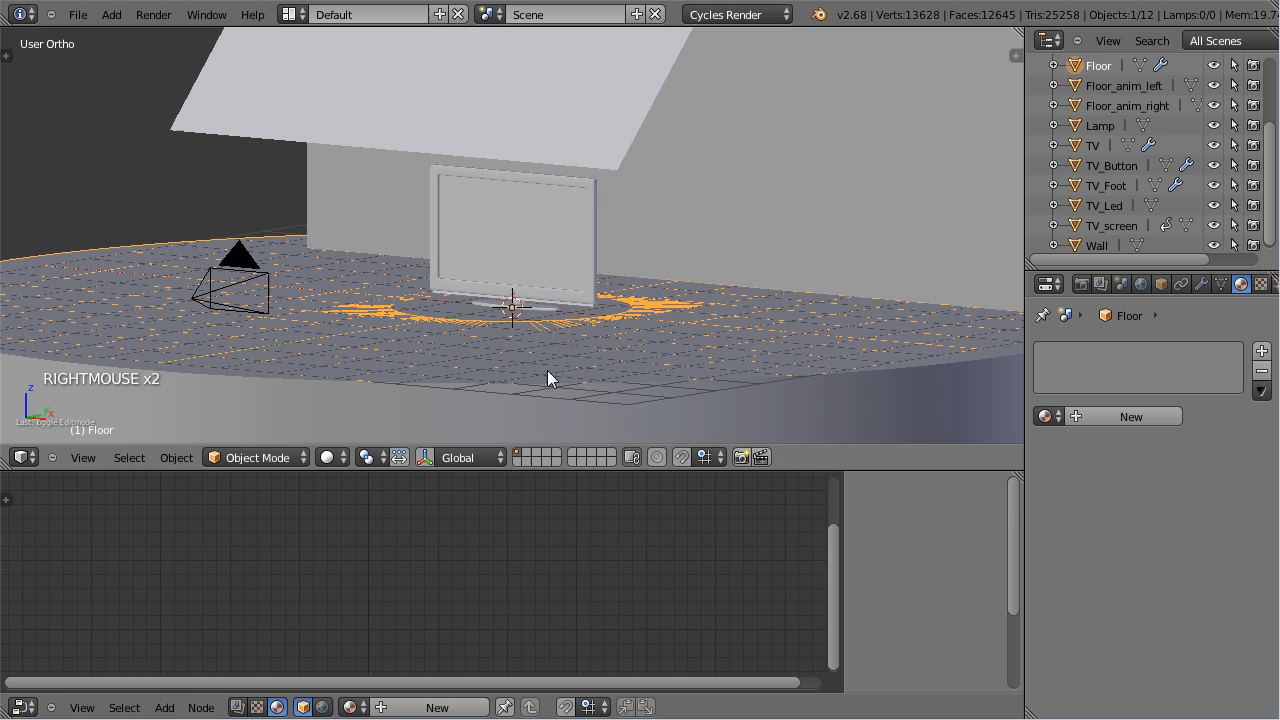 File Add Render Window Help Default Scene Cycles Render v2.68 | Verts:13628 | Faces:12645 | Tris:25258 | Objects:1/12 | Lamps:0/0 | Mem:19.7
User Ortho
View Search All Scenes
Floor
Floor_anim_left
Floor_anim_right
Lamp
TV
TV_Button
TV_Foot
TV_Led
TV_screen
Wall
Floor
New
RIGHTMOUSE x2
z
y
x
Last: Toggle Editmode
(1) Floor
View Select Object Object Mode Global
View Select Add Node New